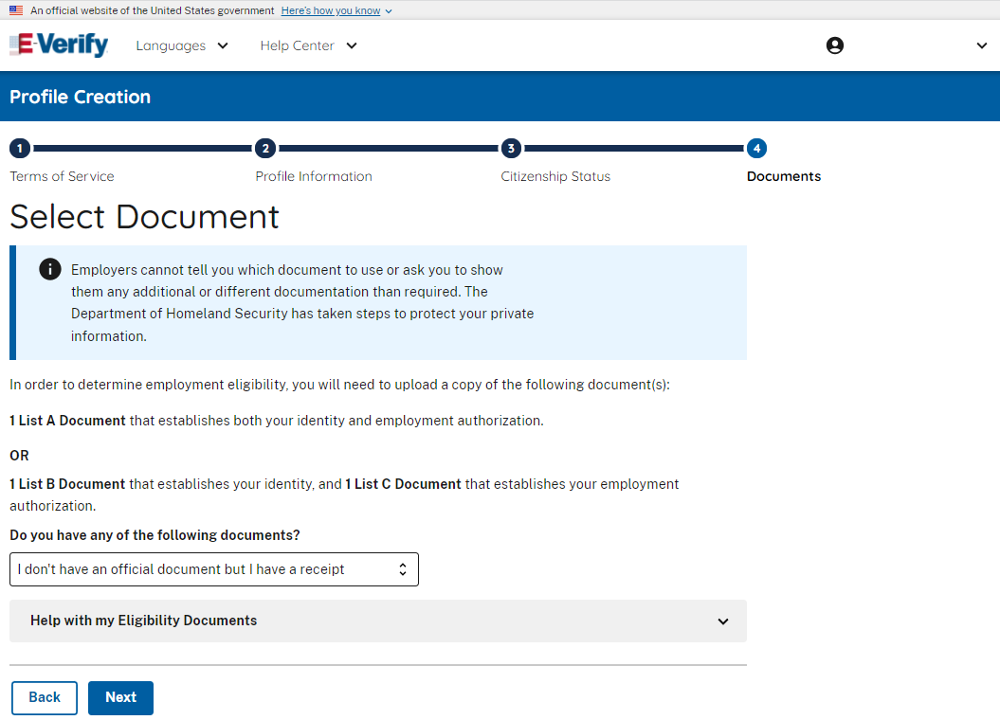 An official website of the United States government Here's how you know
E-Verify Languages Help Center
Profile Creation
1 2 3 4
Terms of Service Profile Information Citizenship Status Documents
Select Document
Employers cannot tell you which document to use or ask you to show
them any additional or different documentation than required. The
Department of Homeland Security has taken steps to protect your private
information.
In order to determine employment eligibility, you will need to upload a copy of the following document(s):
1 List A Document that establishes both your identity and employment authorization.
OR
1 List B Document that establishes your identity, and 1 List C Document that establishes your employment
authorization.
Do you have any of the following documents?
I don't have an official document but I have a receipt
Help with my Eligibility Documents
Back Next